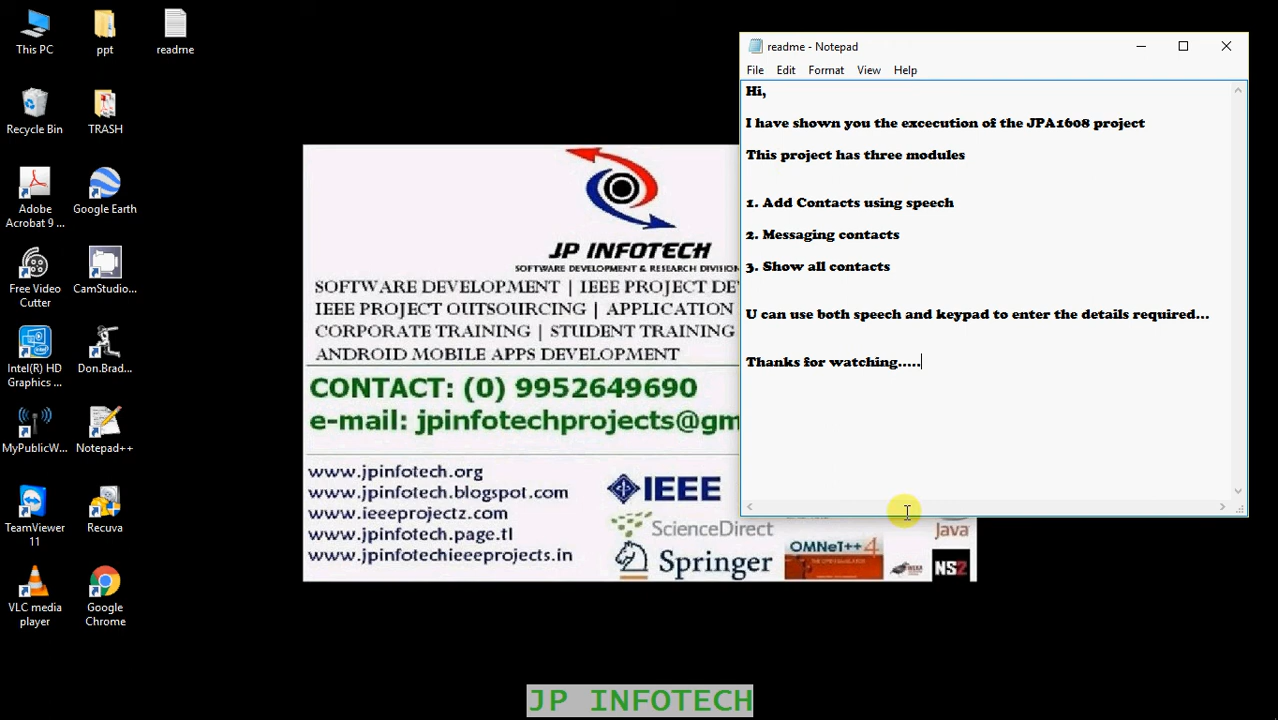 This PC
ppt
readme
Recycle Bin
TRASH
Adobe
Acrobat 9 ...
Google Earth
Free Video
Cutter
CamStudio...
Intel(R) HD
Graphics ...
Don.Brad...
MyPublicW...
Notepad++
TeamViewer
11
Recuva
VLC media
player
Google
Chrome
JP INFOTECH
SOFTWARE DEVELOPMENT & RESEARCH DIVISION
SOFTWARE DEVELOPMENT | IEEE PROJECT DE
IEEE PROJECT OUTSOURCING | APPLICATION
CORPORATE TRAINING | STUDENT TRAINING
ANDROID MOBILE APPS DEVELOPMENT
CONTACT: (0) 9952649690
e-mail: jpinfotechprojects@gm
www.jpinfotech.org
www.jpinfotech.blogspot.com
www.ieeeprojectz.com
www.jpinfotech.page.tl
www.jpinfotechieeeprojects.in
IEEE
ScienceDirect
Springer
OMNet++ 4
Java
NS2
readme - Notepad
File Edit Format View Help
Hi,
I have shown you the excecution of the JPA1608 project
This project has three modules
1. Add Contacts using speech
2. Messaging contacts
3. Show all contacts
U can use both speech and keypad to enter the details required...
Thanks for watching.....
JP INFOTECH